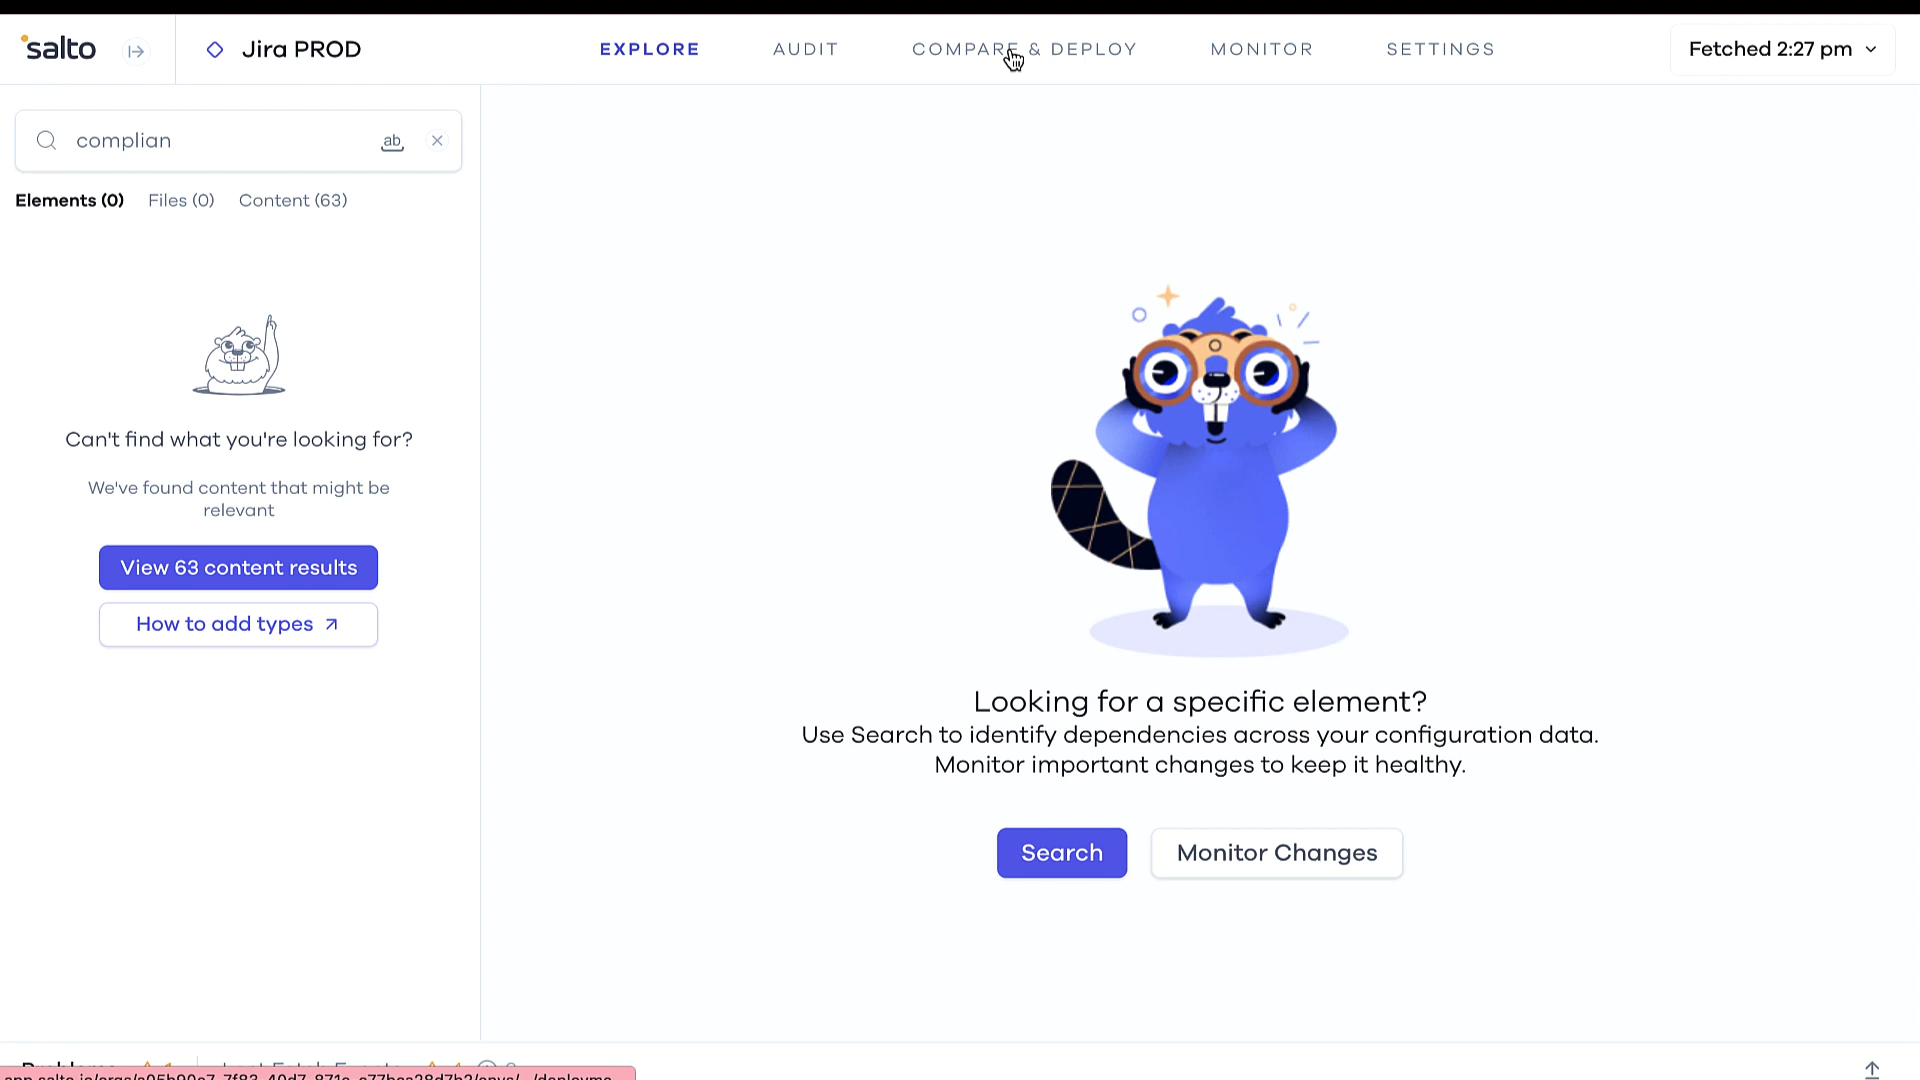 salto
Jira PROD
EXPLORE
AUDIT
COMPARE & DEPLOY
MONITOR
SETTINGS
Fetched 2:27 pm
complian
ab
Elements (0)
Files (0)
Content (63)
Can't find what you're looking for?
We've found content that might be
relevant
View 63 content results
How to add types
Looking for a specific element?
Use Search to identify dependencies across your configuration data.
Monitor important changes to keep it healthy.
Search
Monitor Changes